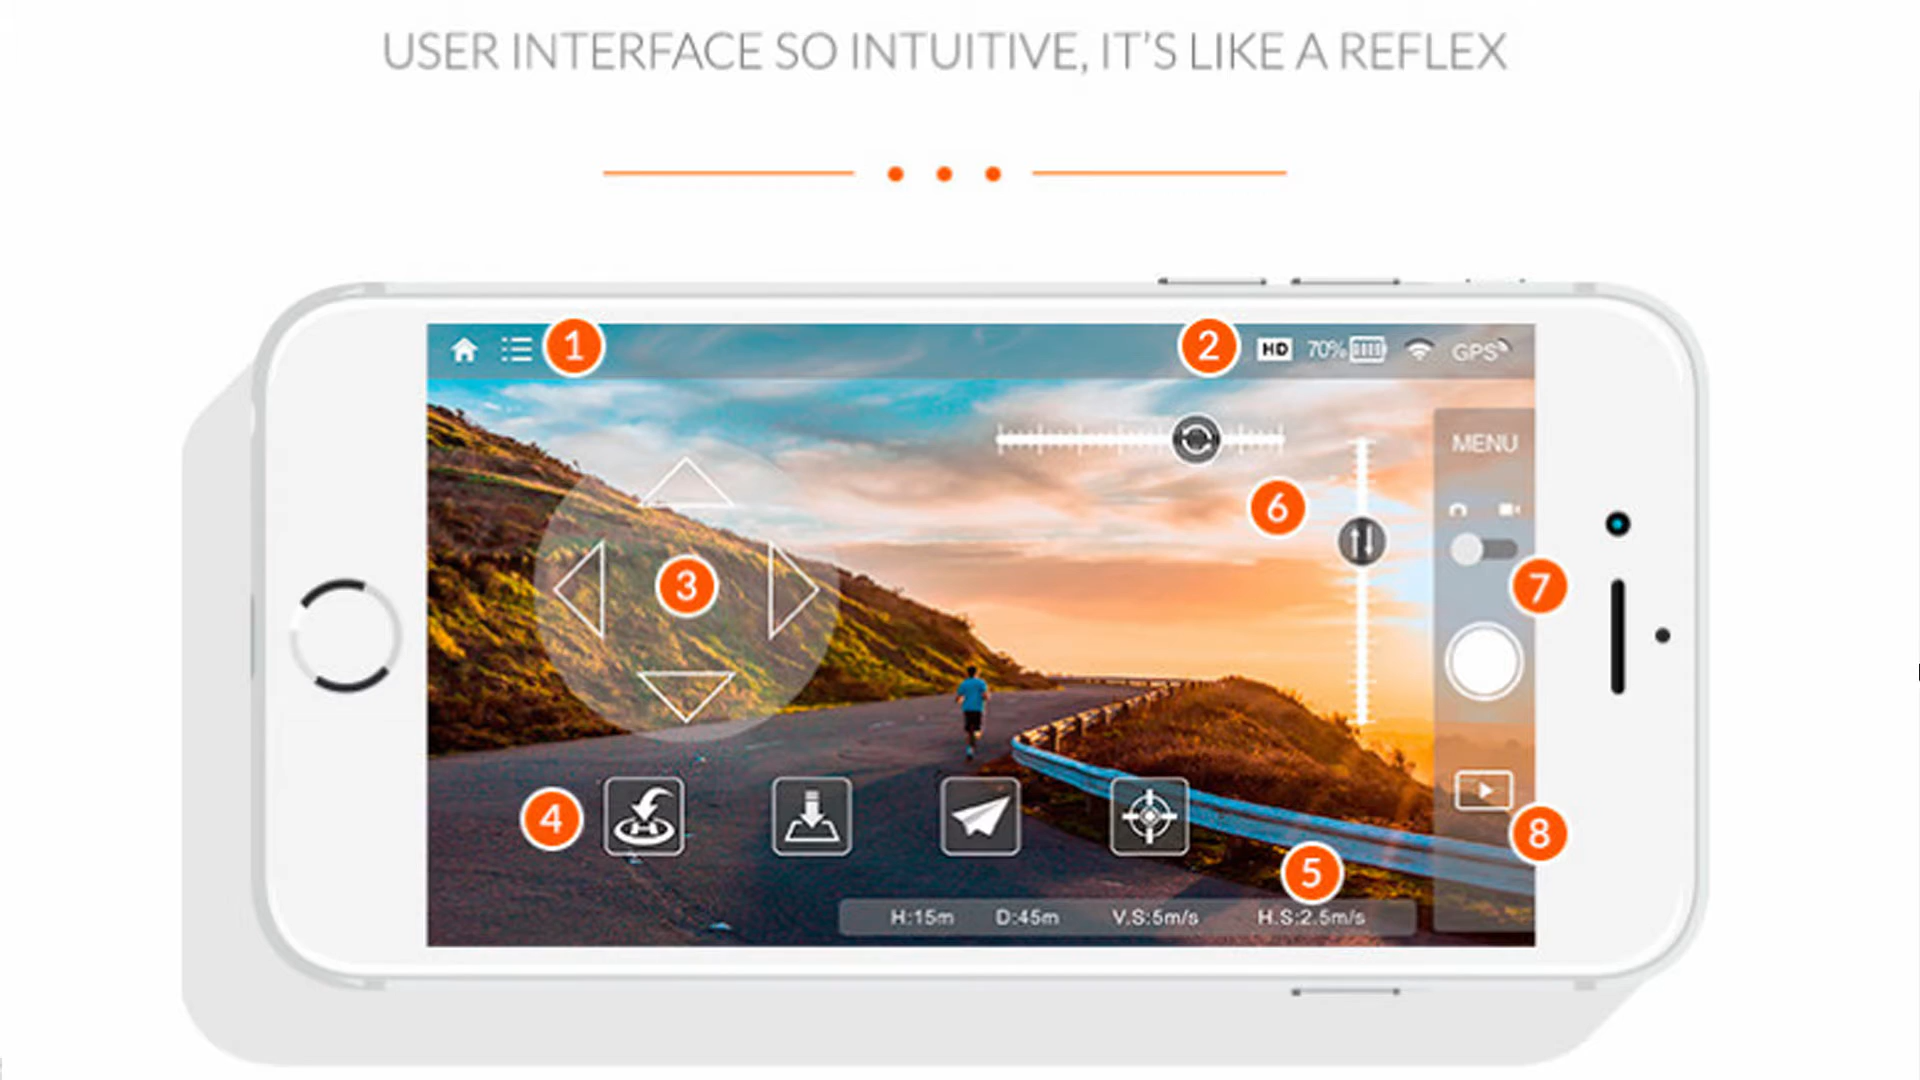 USER INTERFACE SO INTUITIVE, IT'S LIKE A REFLEX
1
2
HD 70% GPS
MENU
6
3
7
4
8
5
H:15m D:45m V.S:5m/s H.S:2.5m/s